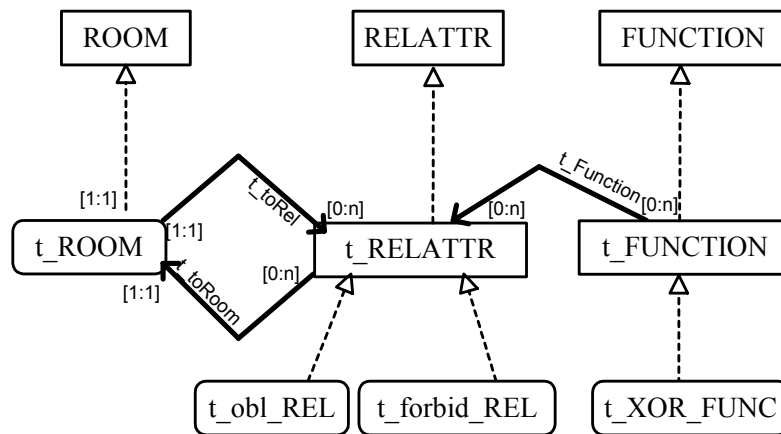 ROOM
RELATTR
FUNCTION
[1:1]
t_toRel
[0:n]
t_Function
[0:n]
[0:n]
t_ROOM
[1:1]
t_RELATTR
t_FUNCTION
[1:1]
t_toRoom
[0:n]
t_obl_REL
t_forbid_REL
t_XOR_FUNC